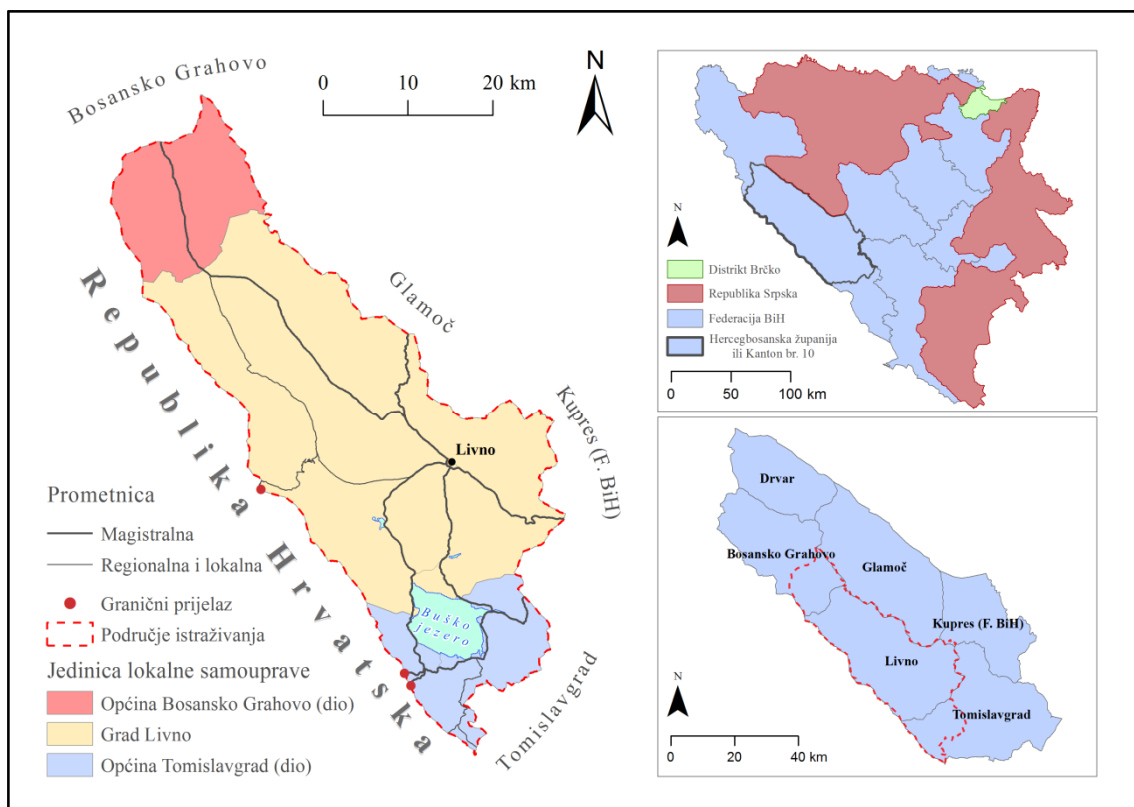 Bosansko Grahovo
N
0 10 20 km
Glamoč
Kupres (F. BiH)
Livno
Republika Hrvatska
Buško
jezero
Tomislavgrad
Prometnica
Magistralna
Regionalna i lokalna
Granični prijelaz
Područje istraživanja
Jedinica lokalne samouprave
Općina Bosansko Grahovo (dio)
Grad Livno
Općina Tomislavgrad (dio)
N
Distrikt Brčko
Republika Srpska
Federacija BiH
Hercegbosanska županija
ili Kanton br. 10
0 50 100 km
Drvar
Bosansko Grahovo
Glamoč
Kupres (F. BiH)
Livno
Tomislavgrad
N
0 20 40 km